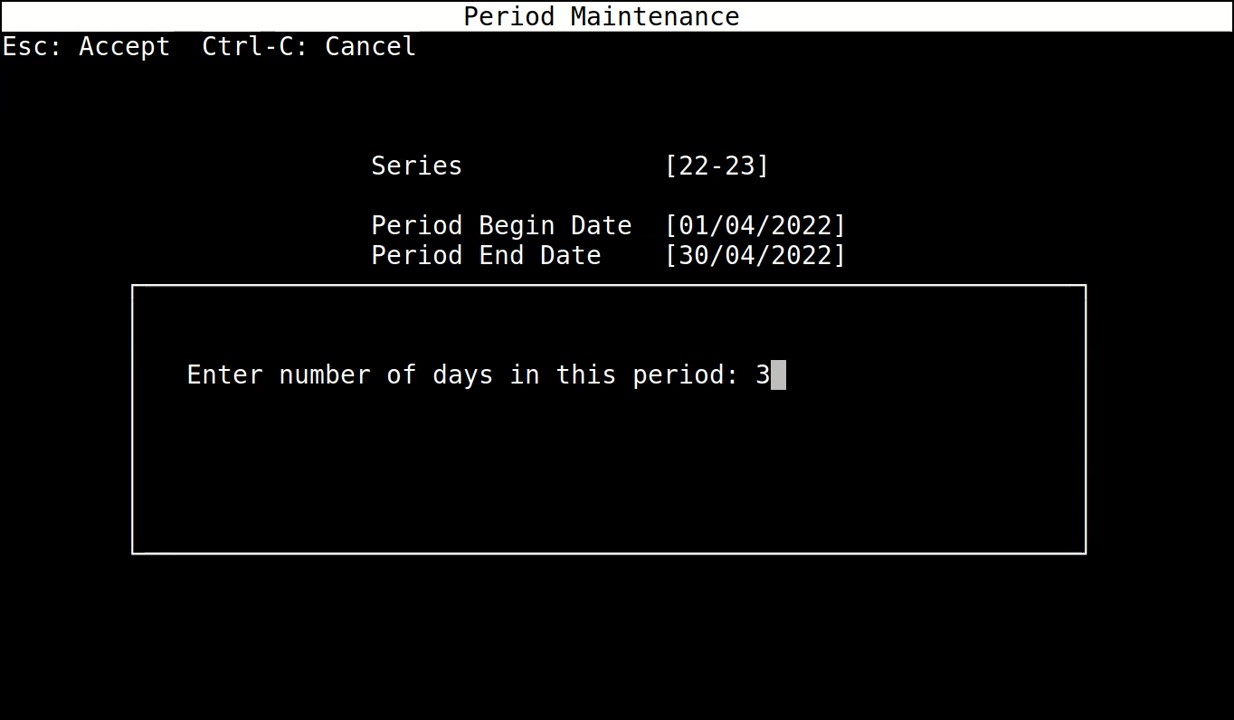 Period Maintenance
Esc: Accept  Ctrl-C: Cancel
Series [22-23]
Period Begin Date [01/04/2022]
Period End Date [30/04/2022]
Enter number of days in this period: 3